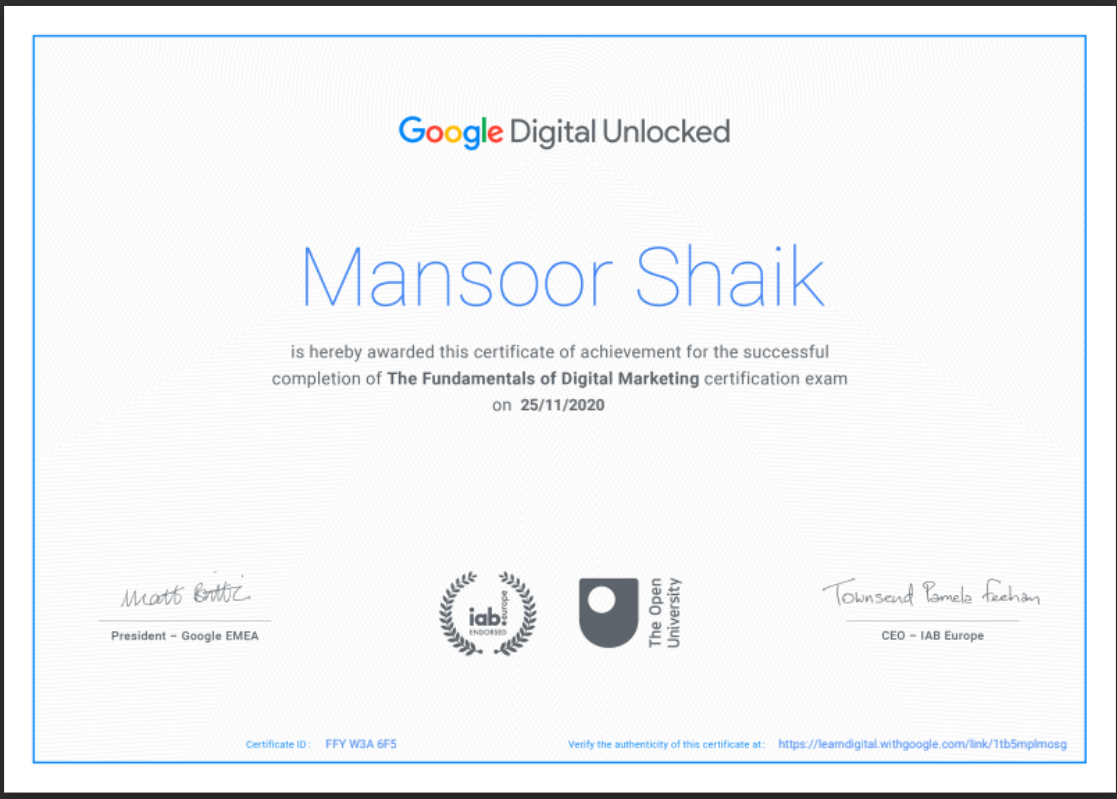 Google Digital Unlocked
Mansoor Shaik
is hereby awarded this certificate of achievement for the successful
completion of The Fundamentals of Digital Marketing certification exam
on 25/11/2020
Matt Brittin
President – Google EMEA
iab.europe
ENDORSED
The Open
University
Townsend Pamela Feehan
CEO – IAB Europe
Certificate ID: FFY W3A 6F5
Verify the authenticity of this certificate at: https://learndigital.withgoogle.com/link/1tb5mplmosg